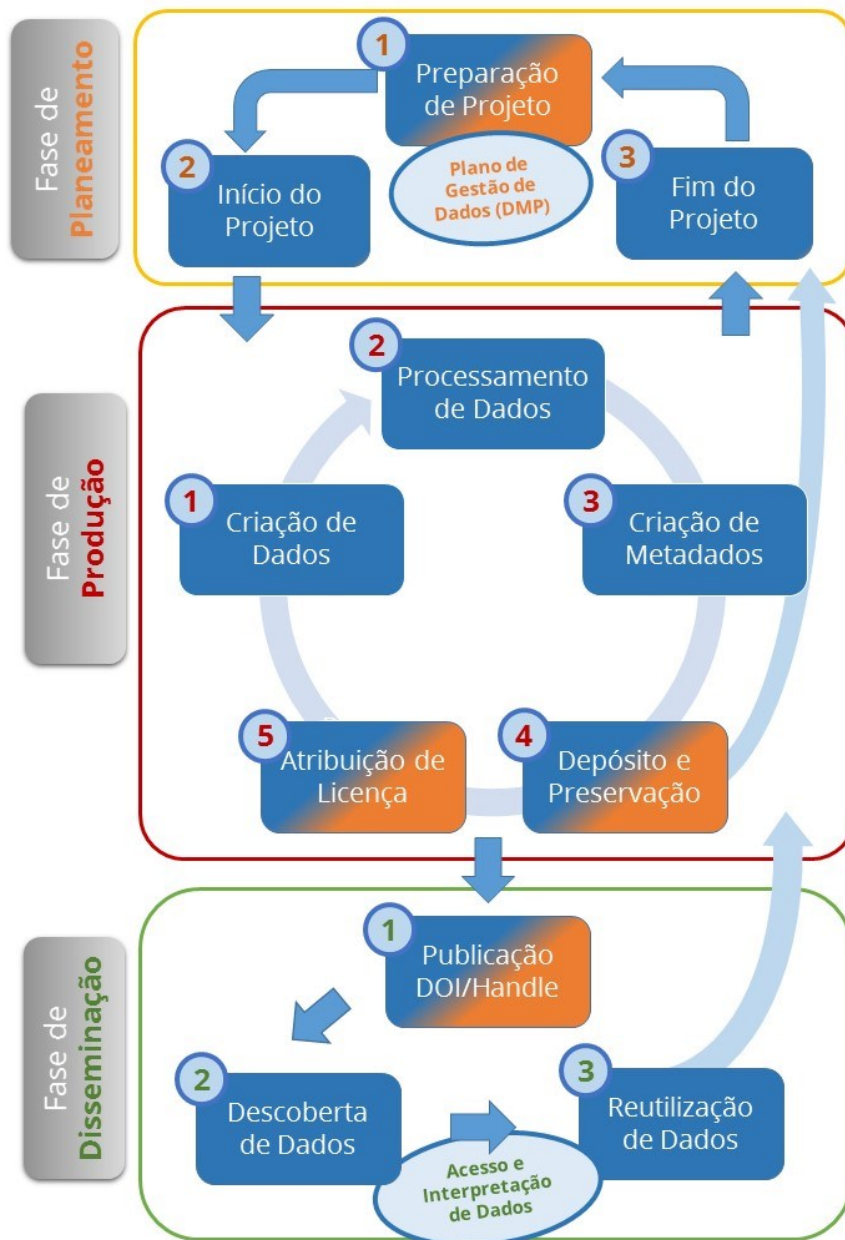 Fase de
Planeamento
1
Preparação
de Projeto
2
Início do
Projeto
Plano de
Gestão de
Dados (DMP)
3
Fim do
Projeto
Fase de
Produção
2
Processamento
de Dados
1
Criação de
Dados
3
Criação de
Metadados
5
Atribuição de
Licença
4
Depósito e
Preservação
Fase de
Disseminação
1
Publicação
DOI/Handle
2
Descoberta
de Dados
3
Reutilização
de Dados
Acesso e
Interpretação
de Dados